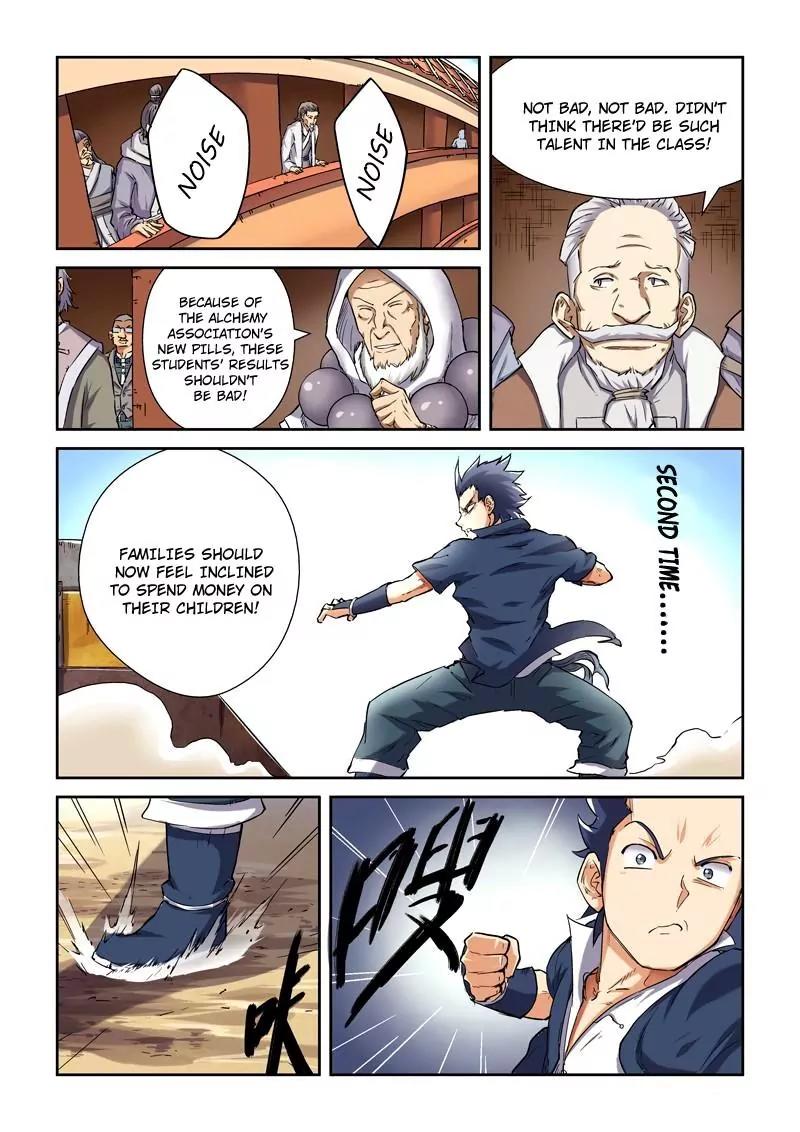 NOISE
NOISE
NOT BAD, NOT BAD. DIDN'T
THINK THERE'D BE SUCH
TALENT IN THE CLASS!
BECAUSE OF
THE ALCHEMY
ASSOCIATION'S
NEW PILLS, THESE
STUDENTS' RESULTS
SHOULDN'T
BE BAD!
FAMILIES SHOULD
NOW FEEL INCLINED
TO SPEND MONEY ON
THEIR CHILDREN!
SECOND TIME.......
咔
嗖